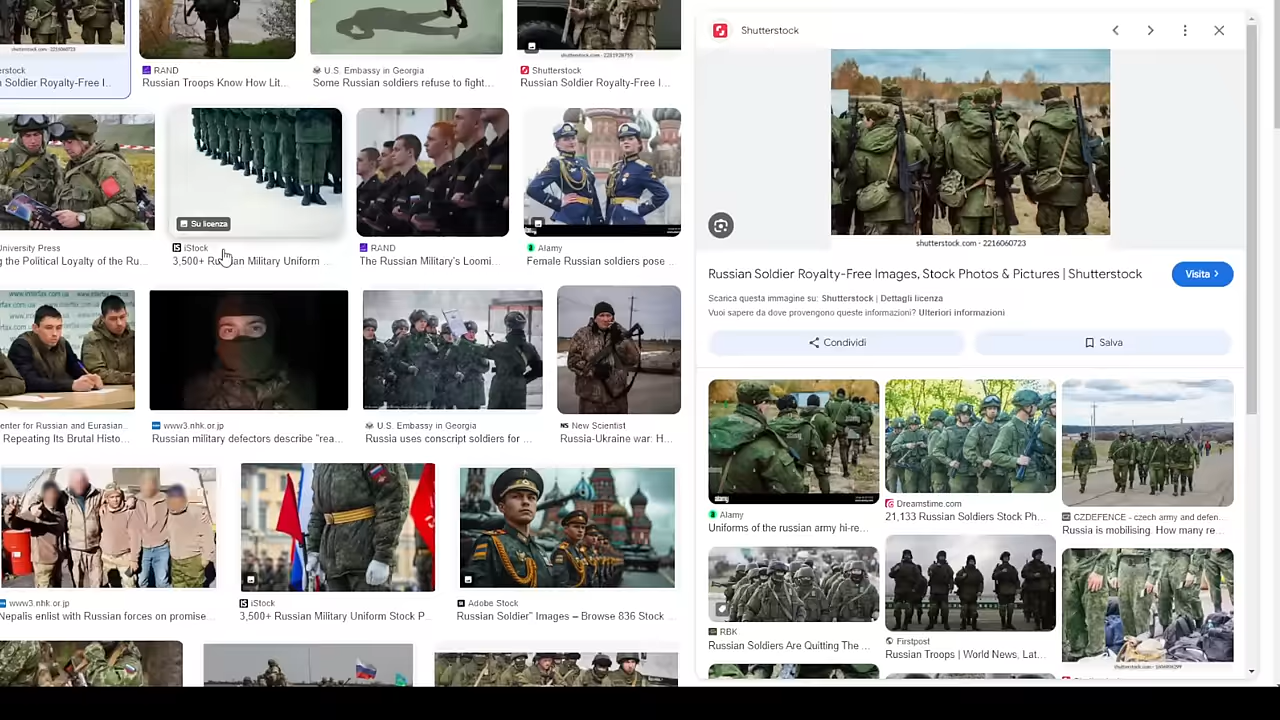 shutterstock.com · 2216060723
erstock
n Soldier Royalty-Free I...
RAND
Russian Troops Know How Lit...
U.S. Embassy in Georgia
Some Russian soldiers refuse to fight...
shutterstock.com · 2281928755
Shutterstock
Russian Soldier Royalty-Free I...
University Press
g the Political Loyalty of the Ru...
Su licenza
iStock
3,500+ Russian Military Uniform ...
RAND
The Russian Military's Loomi...
Alamy
Female Russian soldiers pose ...
enter for Russian and Eurasian...
Repeating Its Brutal Histo...
www3.nhk.or.jp
Russian military defectors describe "rea...
U.S. Embassy in Georgia
Russia uses conscript soldiers for ...
NS New Scientist
Russia-Ukraine war: H...
www3.nhk.or.jp
Nepalis enlist with Russian forces on promise...
iStock
3,500+ Russian Military Uniform Stock P...
Adobe Stock
Russian Soldier" Images – Browse 836 Stock ...
Shutterstock
shutterstock.com · 2216060723
Russian Soldier Royalty-Free Images, Stock Photos & Pictures | Shutterstock
Visita
Scarica questa immagine su: Shutterstock | Dettagli licenza
Vuoi sapere da dove provengono queste informazioni? Ulteriori informazioni
Condividi
Salva
alamy
Alamy
Uniforms of the russian army hi-re...
Dreamstime.com
21,133 Russian Soldiers Stock Ph...
CZDEFENCE - czech army and defen...
Russia is mobilising. How many re...
RBK
Russian Soldiers Are Quitting The ...
Firstpost
Russian Troops | World News, Lat...